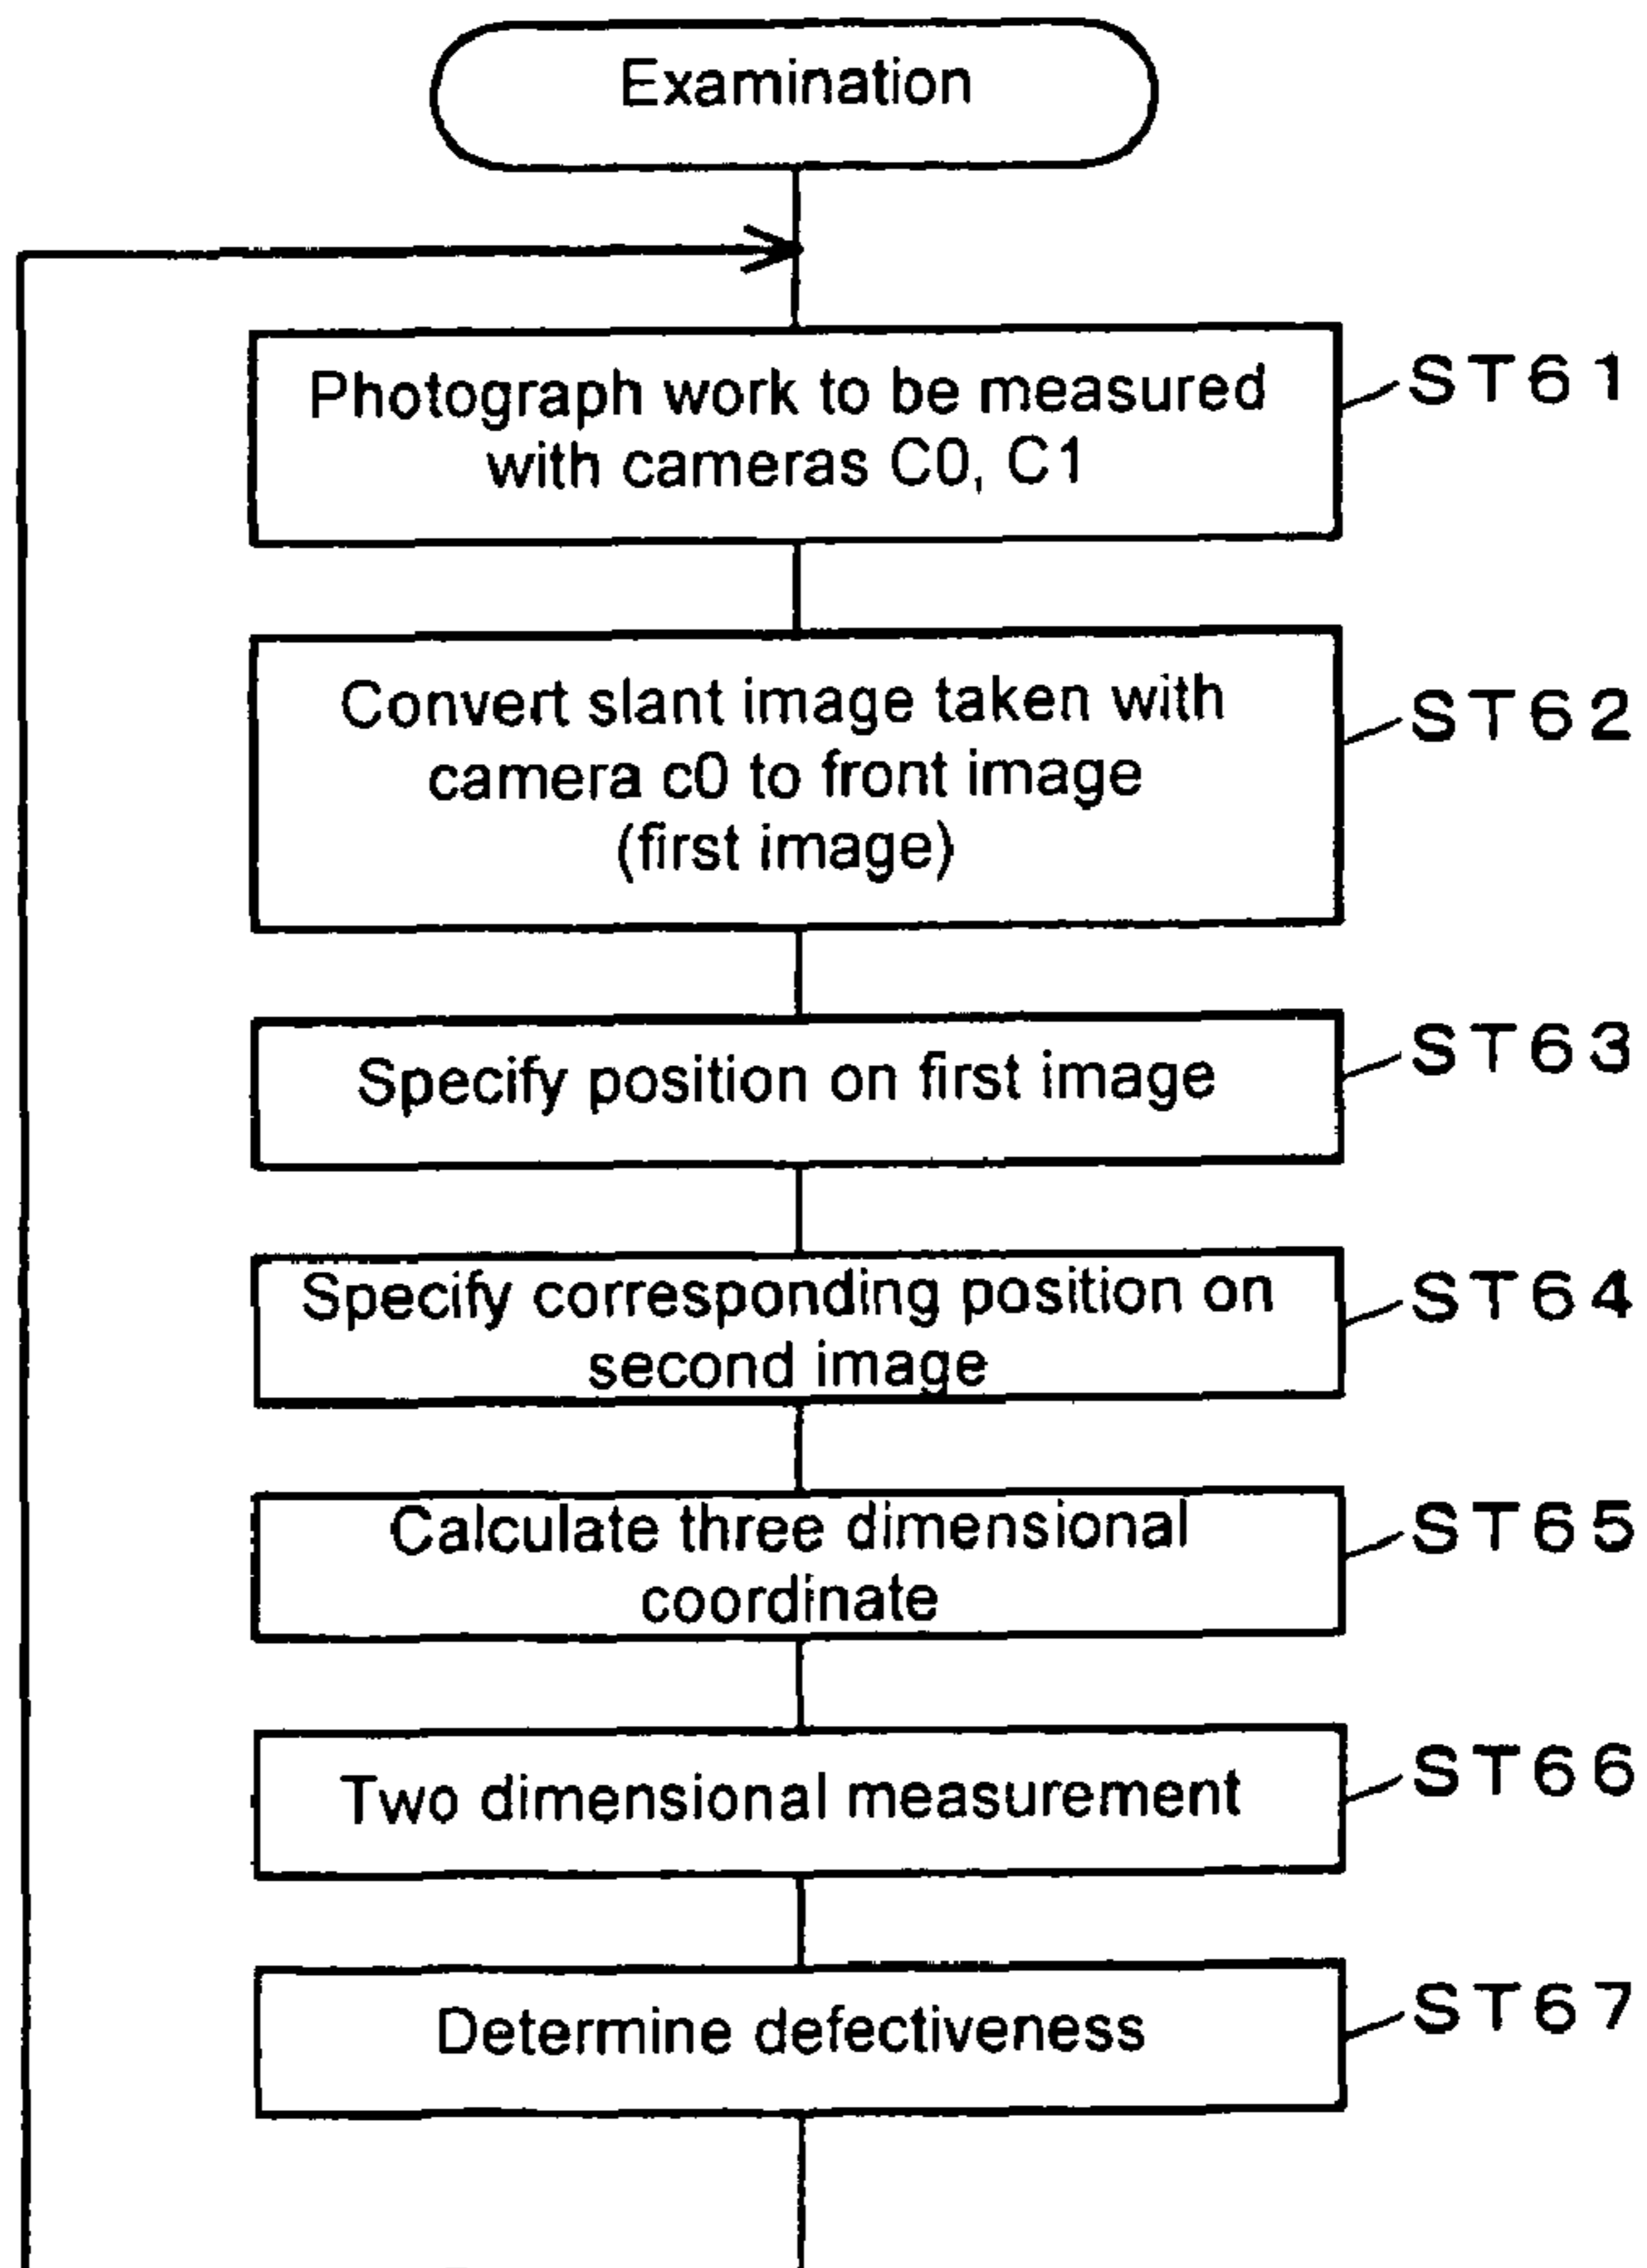 Examination
Photograph work to be measured
with cameras C0, C1
ST61
Convert slant image taken with
camera c0 to front image
(first image)
ST62
Specify position on first image
ST63
Specify corresponding position on
second image
ST64
Calculate three dimensional
coordinate
ST65
Two dimensional measurement
ST66
Determine defectiveness
ST67